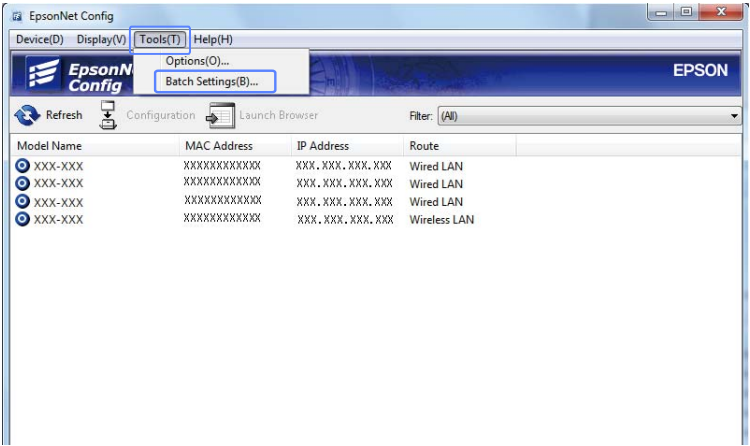 EpsonNet Config
Device(D) Display(V) Tools(T) Help(H)
Options(O)...
Batch Settings(B)...
EpsonN
Config
EPSON
Refresh Configuration Launch Browser Filter: (All)
Model Name MAC Address IP Address Route
XXX-XXX XXXXXXXXXXXX XXX.XXX.XXX.XXX Wired LAN
XXX-XXX XXXXXXXXXXXX XXX.XXX.XXX.XXX Wired LAN
XXX-XXX XXXXXXXXXXXX XXX.XXX.XXX.XXX Wired LAN
XXX-XXX XXXXXXXXXXXX XXX.XXX.XXX.XXX Wireless LAN